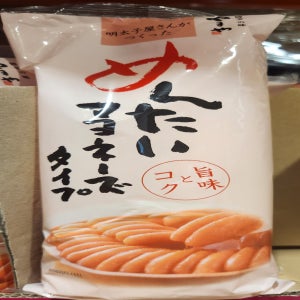 明太子屋さんが
つくった
めんたい
マヨネーズ
タイプ
旨味
と
コク